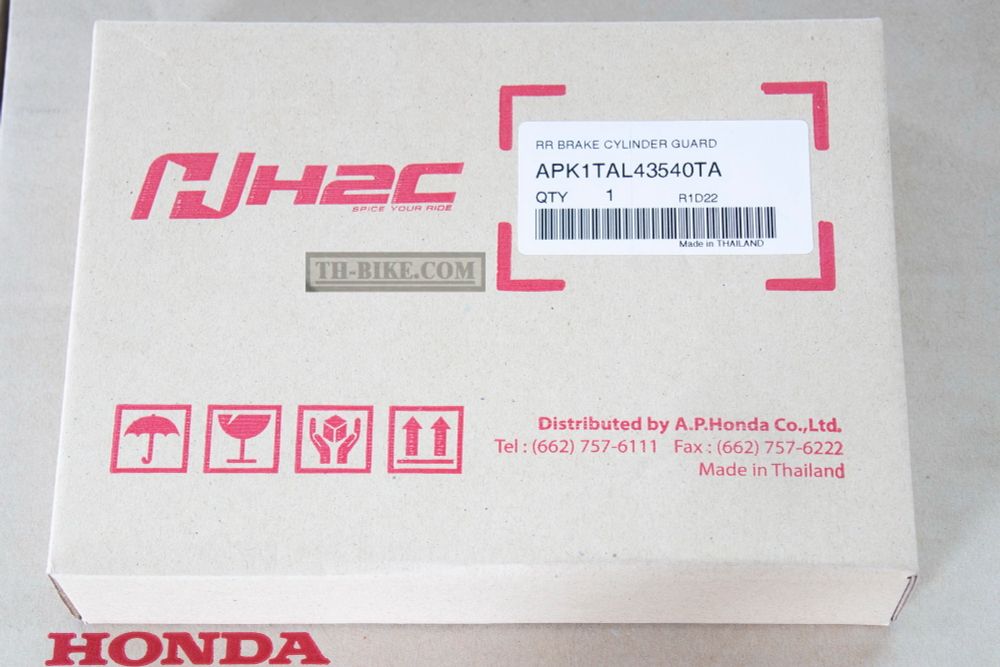 H2C
SPICE YOUR RIDE
RR BRAKE CYLINDER GUARD
APK1TAL43540TA
QTY 1 R1D22
Made in THAILAND
TH-BIKE.COM
Distributed by A.P.Honda Co.,Ltd.
Tel : (662) 757-6111 Fax : (662) 757-6222
Made in Thailand
HONDA